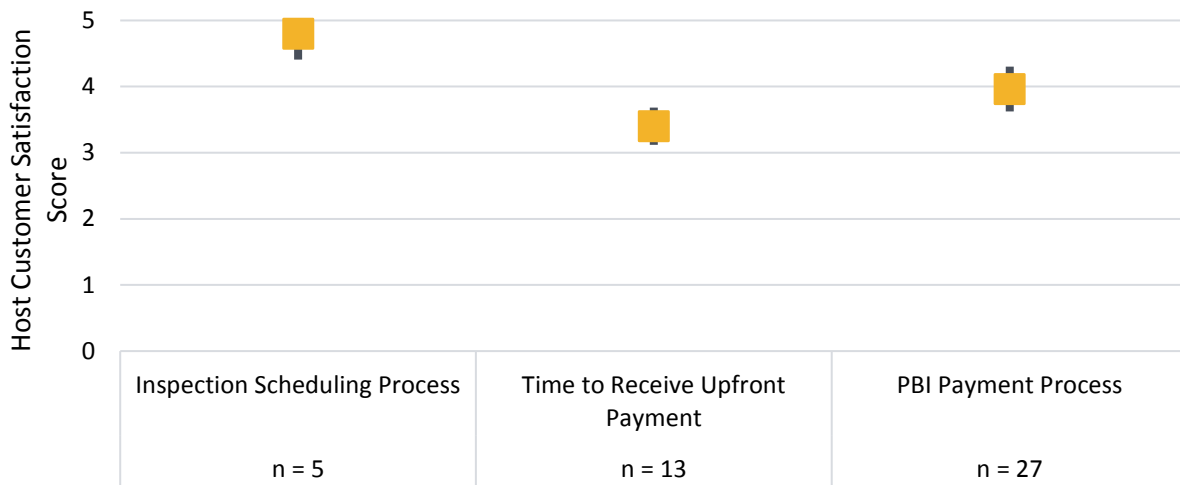 Host Customer Satisfaction
Score
5
4
3
2
1
0
Inspection Scheduling Process
Time to Receive Upfront
Payment
PBI Payment Process
n = 5
n = 13
n = 27